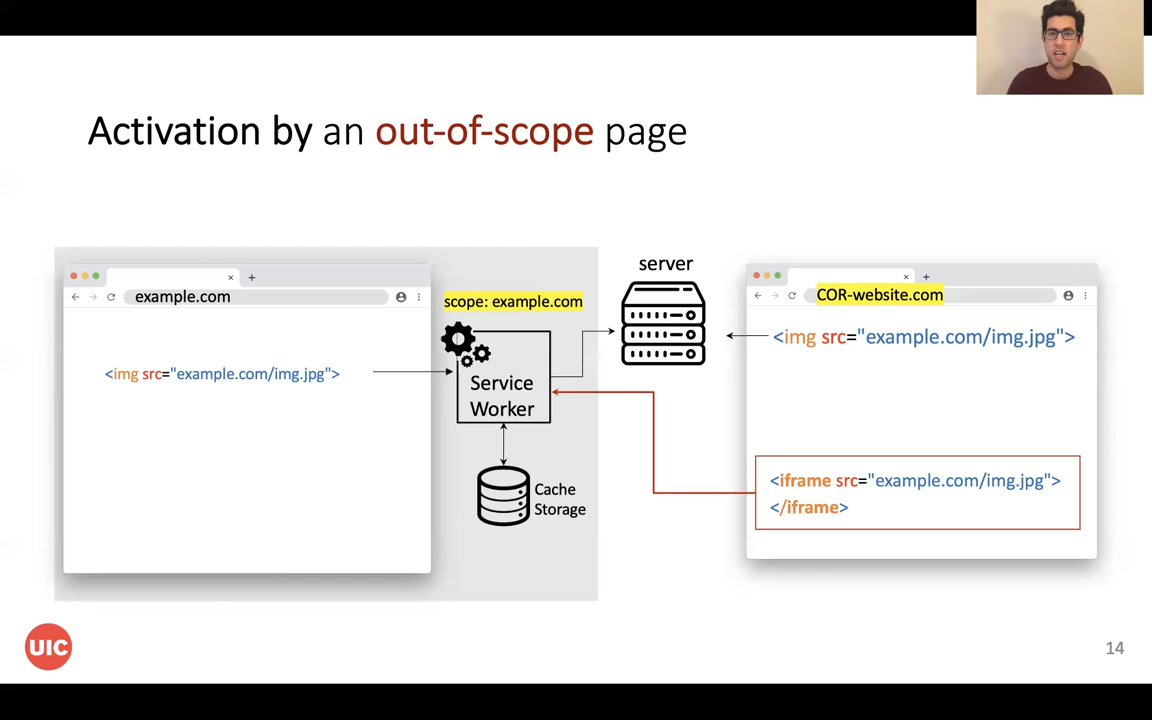 Activation by an out-of-scope page
example.com
<img src="example.com/img.jpg">
scope: example.com
Service
Worker
Cache
Storage
server
COR-website.com
<img src="example.com/img.jpg">
<iframe src="example.com/img.jpg">
</iframe>
UIC
14